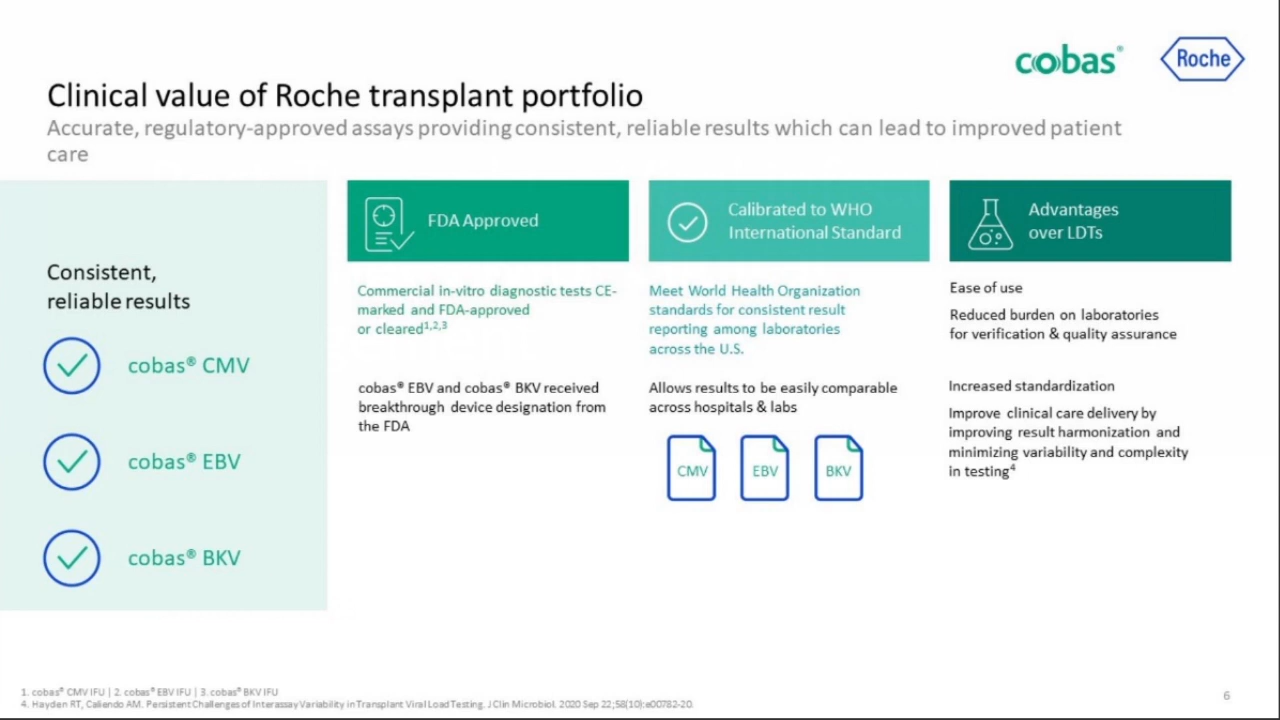 cobas®
Roche
Clinical value of Roche transplant portfolio
Accurate, regulatory-approved assays providing consistent, reliable results which can lead to improved patient
care
Consistent,
reliable results
cobas® CMV
cobas® EBV
cobas® BKV
FDA Approved
Commercial in-vitro diagnostic tests CE-
marked and FDA-approved
or cleared1,2,3
cobas® EBV and cobas® BKV received
breakthrough device designation from
the FDA
Calibrated to WHO
International Standard
Meet World Health Organization
standards for consistent result
reporting among laboratories
across the U.S.
Allows results to be easily comparable
across hospitals & labs
CMV
EBV
BKV
Advantages
over LDTs
Ease of use
Reduced burden on laboratories
for verification & quality assurance
Increased standardization
Improve clinical care delivery by
improving result harmonization and
minimizing variability and complexity
in testing4
1. cobas® CMV IFU | 2. cobas® EBV IFU | 3. cobas® BKV IFU
4. Hayden RT, Caliendo AM. Persistent Challenges of Interassay Variability in Transplant Viral Load Testing. J Clin Microbiol. 2020 Sep 22;58(10):e00782-20.
6